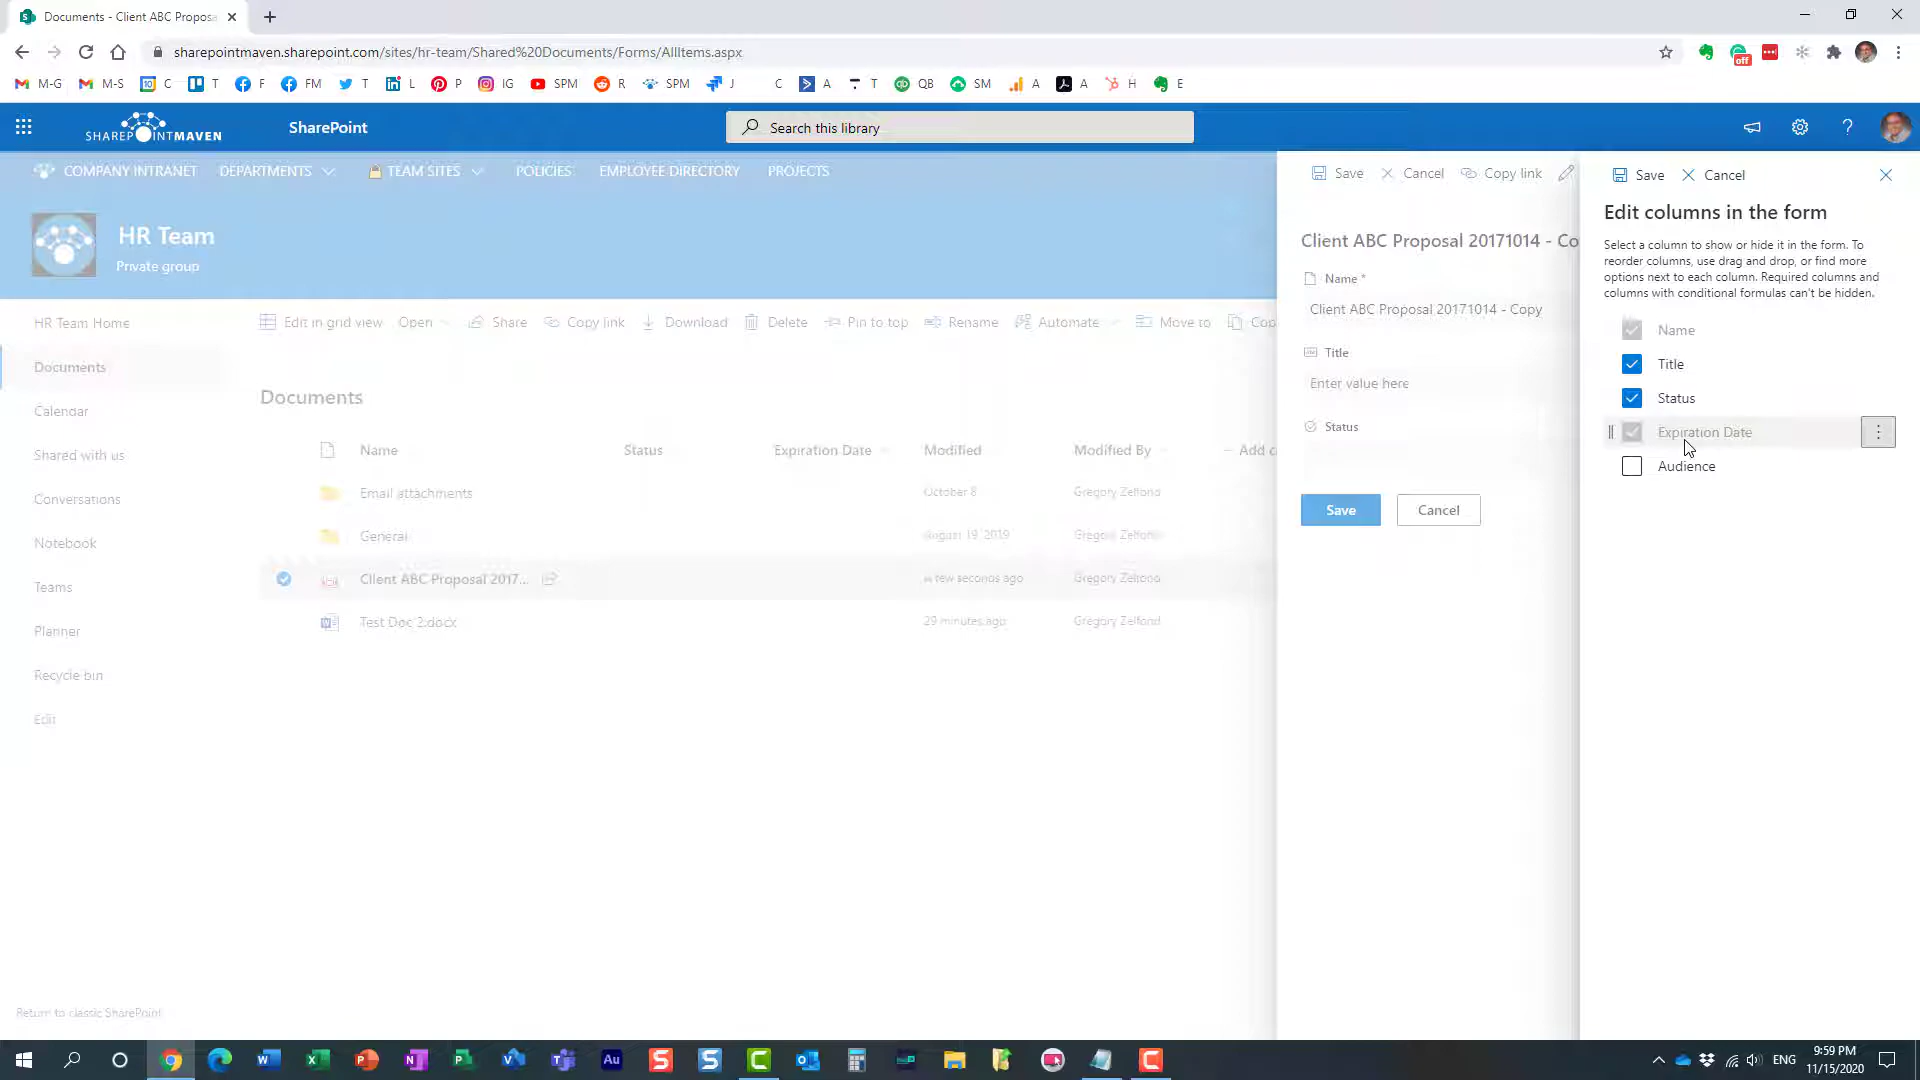 Documents - Client ABC Proposa
sharepointmaven.sharepoint.com/sites/hr-team/Shared%20Documents/Forms/AllItems.aspx
off
M-G M-S C T F FM T L P IG SPM R SPM J C A T QB SM A A H E
SHAREPOINTMAVEN
SharePoint
Search this library
COMPANY INTRANET DEPARTMENTS TEAM SITES POLICIES EMPLOYEE DIRECTORY PROJECTS
HR Team
Private group
HR Team Home
Documents
Calendar
Shared with us
Conversations
Notebook
Teams
Planner
Recycle bin
Edit
Return to classic SharePoint
Edit in grid view Open Share Copy link Download Delete Pin to top Rename Automate Move to Cop
Documents
Name Status Expiration Date Modified Modified By Add c
Email attachments October 8 Gregory Zelfond
General August 19, 2019 Gregory Zelfond
Client ABC Proposal 2017... A few seconds ago Gregory Zelfond
Test Doc 2.docx 29 minutes ago Gregory Zelfond
Save Cancel Copy link
Client ABC Proposal 20171014 - Co
Name *
Client ABC Proposal 20171014 - Copy
Title
Enter value here
Status
Save Cancel
Save Cancel
Edit columns in the form
Select a column to show or hide it in the form. To
reorder columns, use drag and drop, or find more
options next to each column. Required columns and
columns with conditional formulas can't be hidden.
Name
Title
Status
Expiration Date
Audience
ENG
9:59 PM
11/15/2020